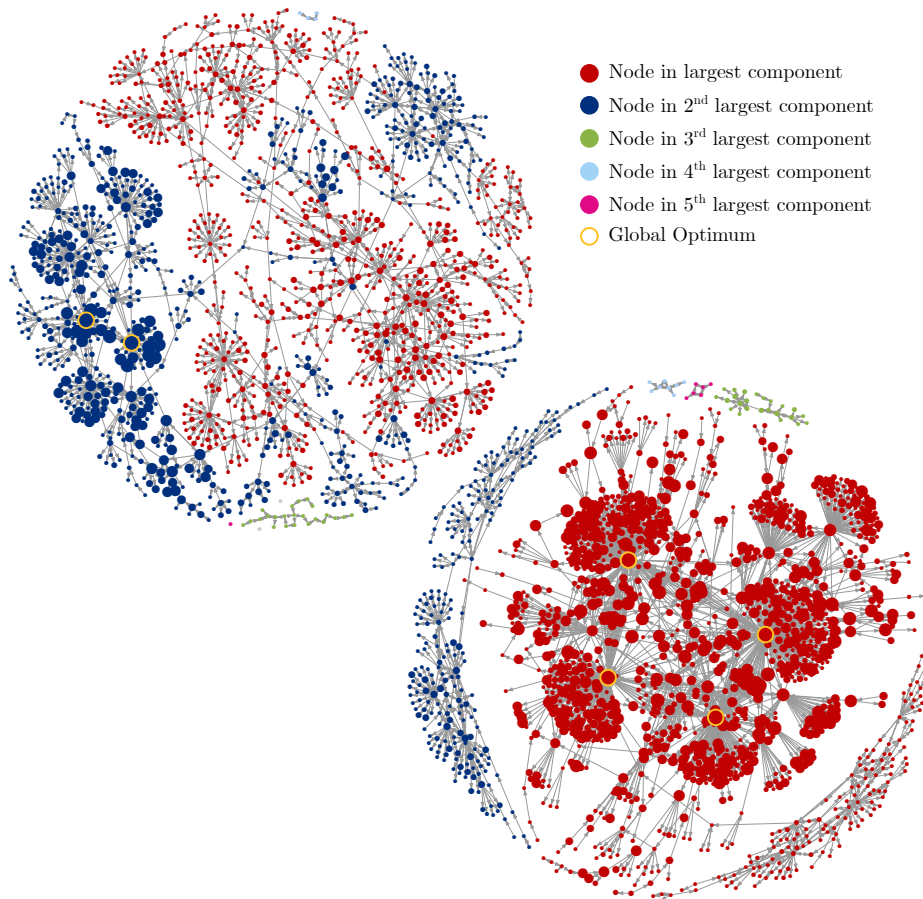 Node in largest component
Node in 2nd largest component
Node in 3rd largest component
Node in 4th largest component
Node in 5th largest component
Global Optimum